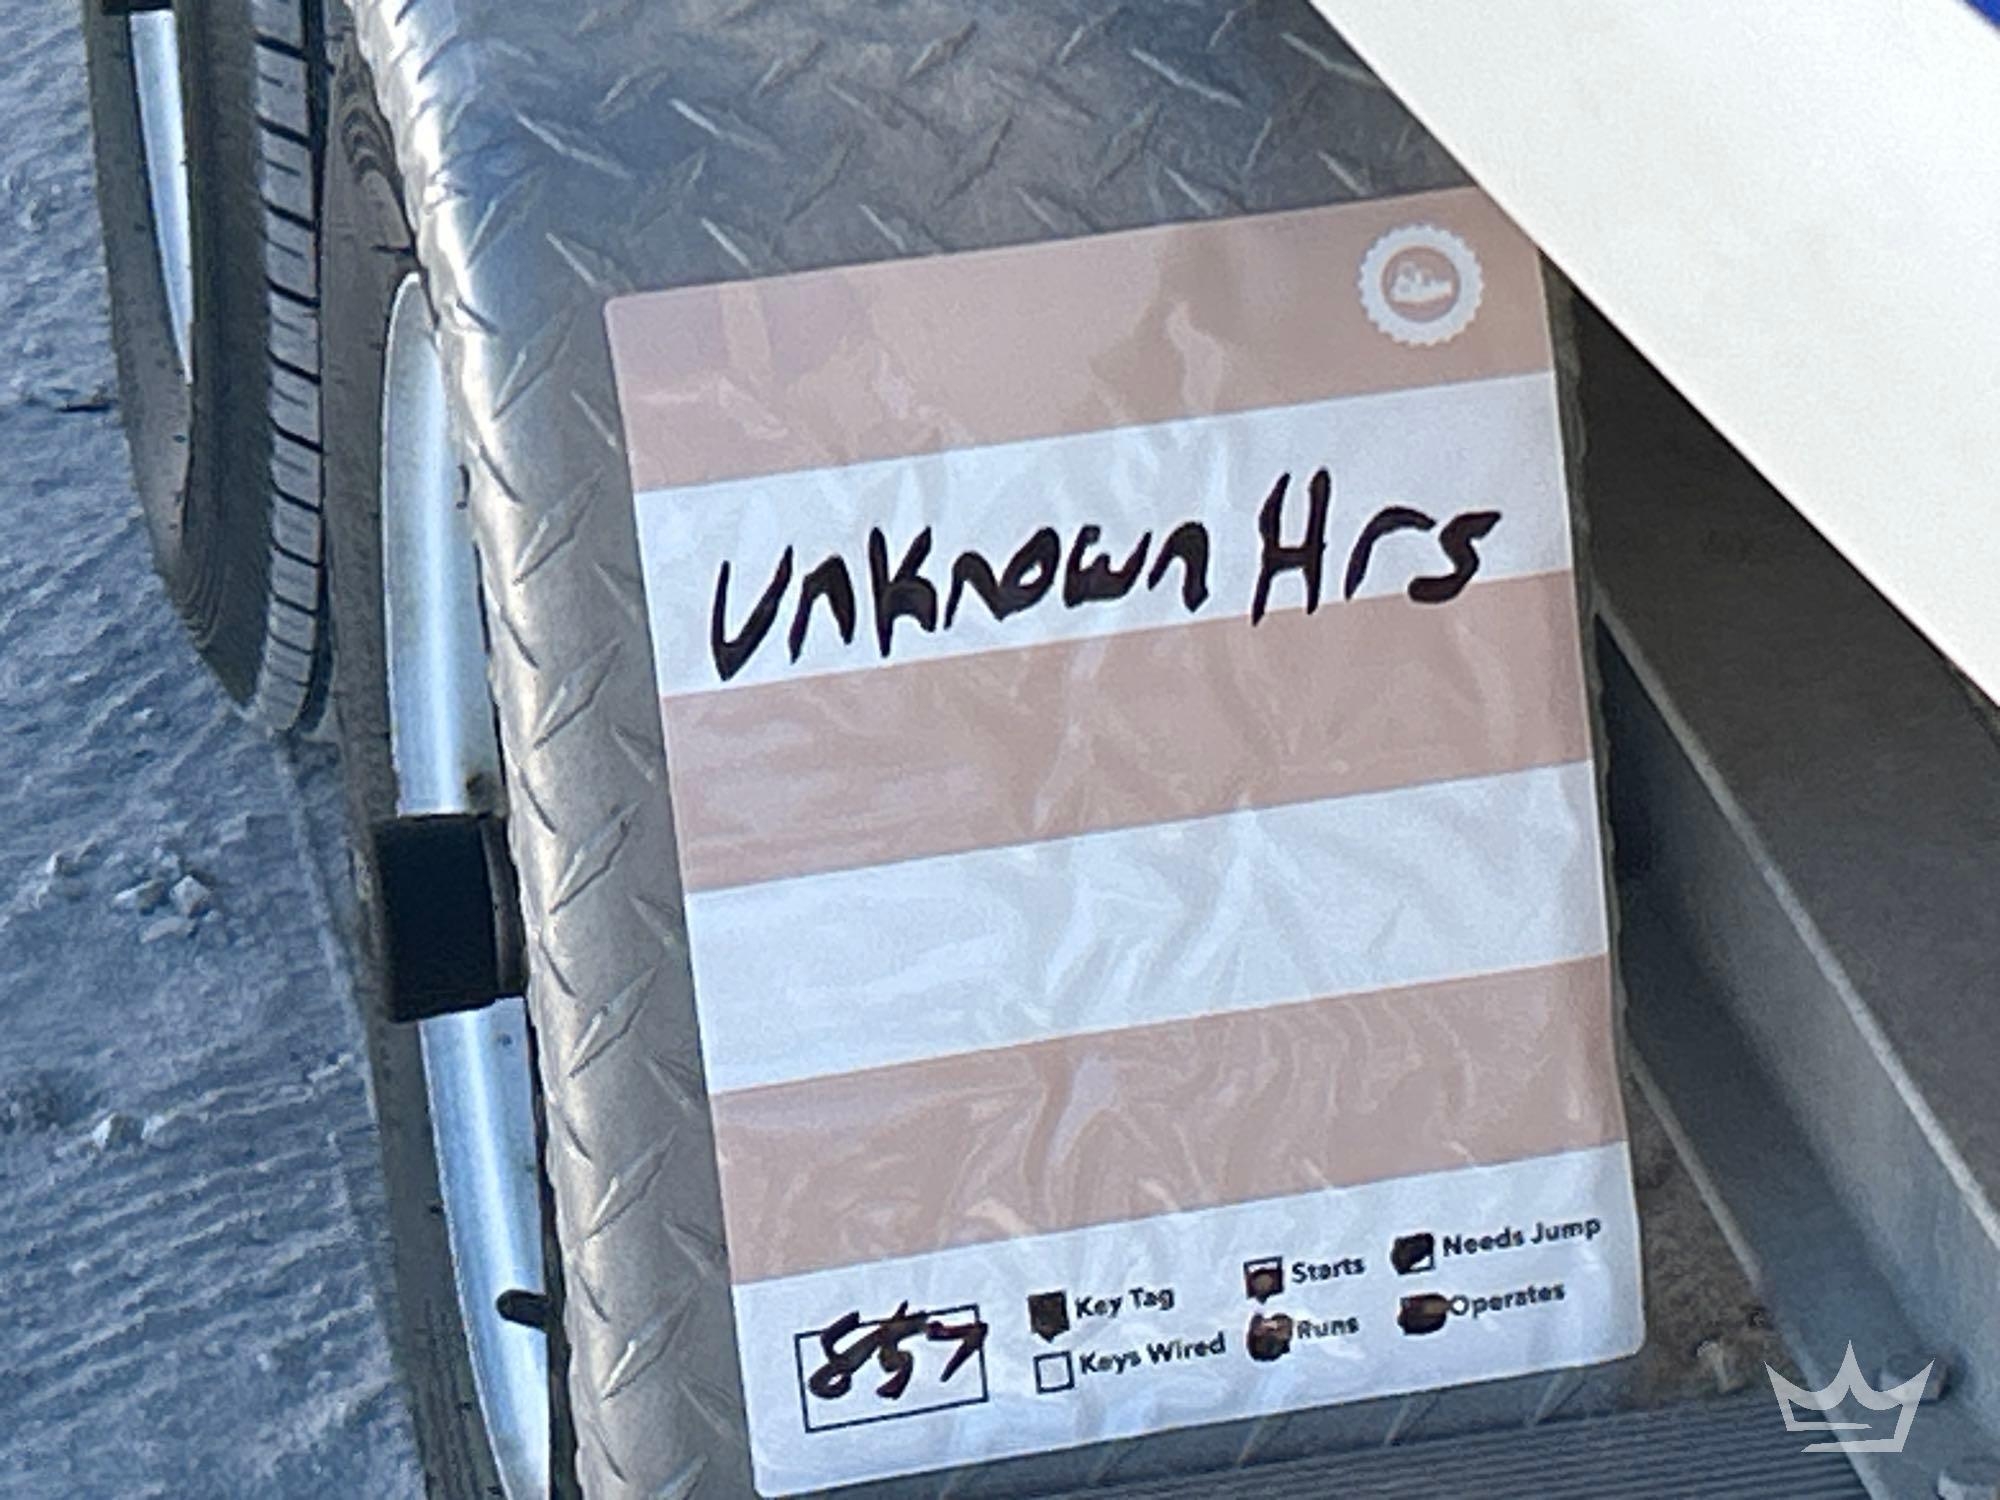 Unknown Hrs
857
Key Tag
Keys Wired
Starts
Runs
Needs Jump
Operates